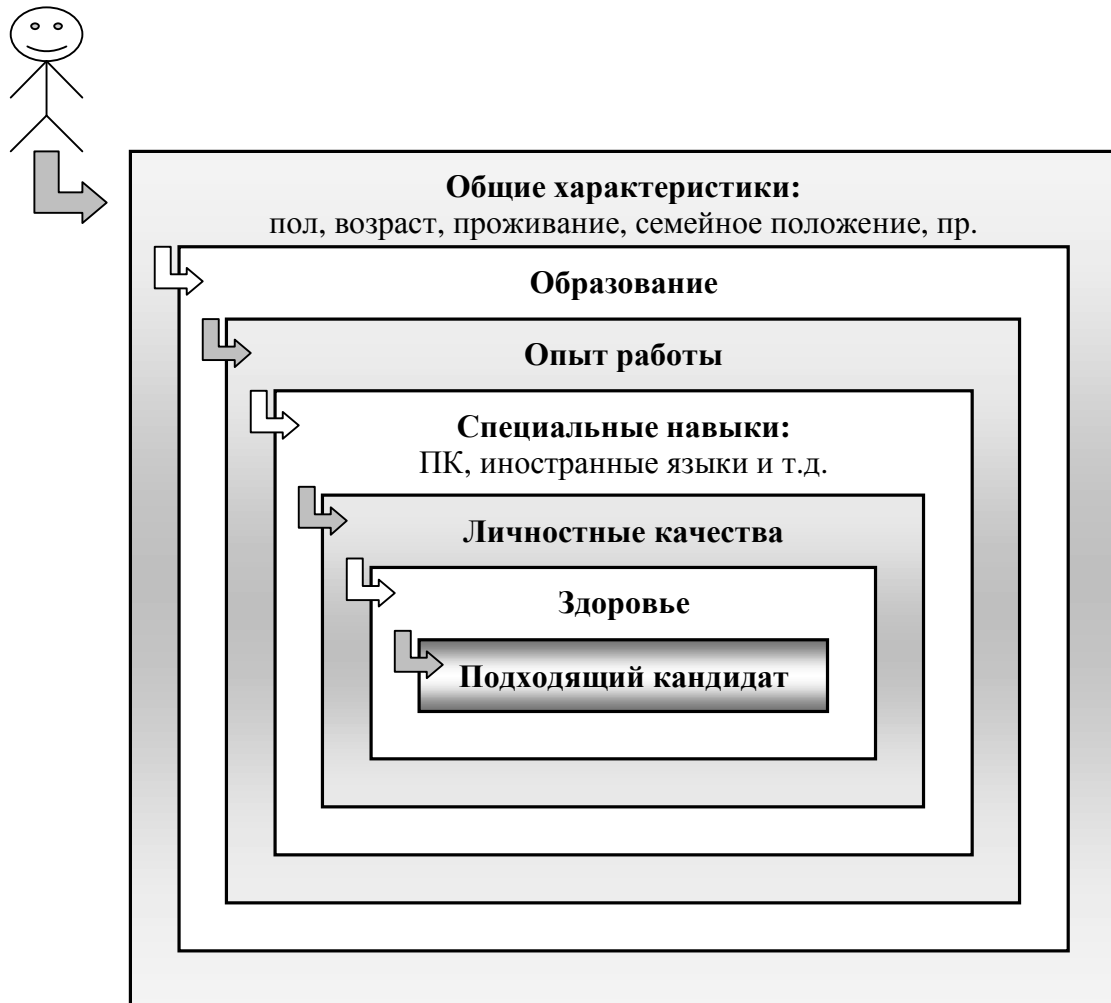 Общие характеристики:
пол, возраст, проживание, семейное положение, пр.
Образование
Опыт работы
Специальные навыки:
ПК, иностранные языки и т.д.
Личностные качества
Здоровье
Подходящий кандидат